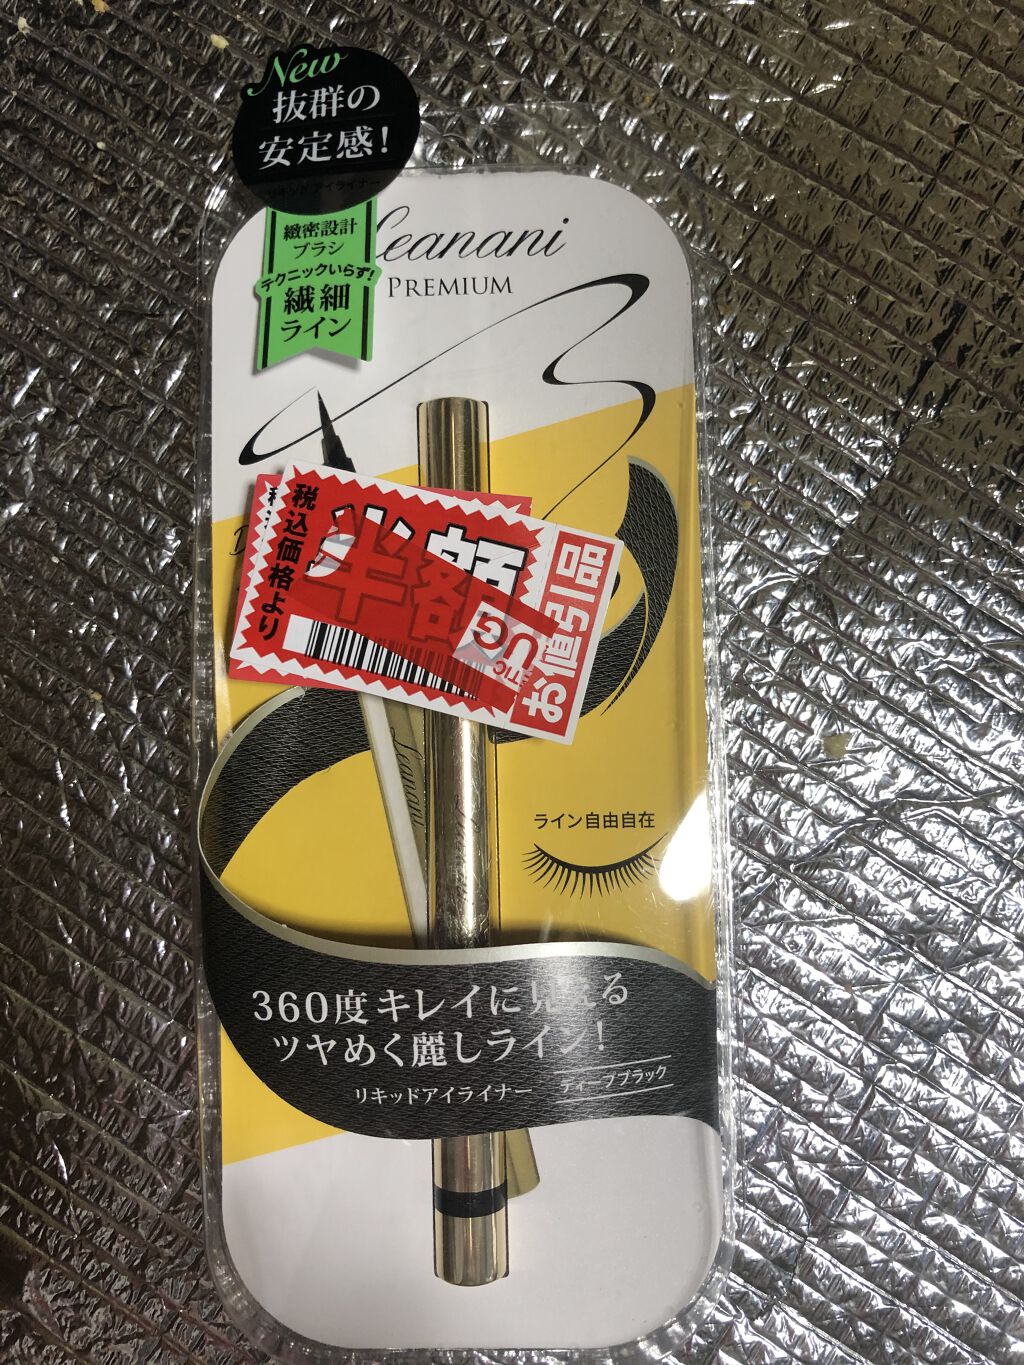 New
抜群の
安定感!
リキッド アイライナー
緻密設計
ブラシ
テクニックいらず!
繊細
ライン
Leanani
PREMIUM
税込価格より
半額
お値引品
Leanani
ライン自由自在
360度キレイに見える
ツヤめく麗しライン!
リキッドアイライナー
ディープブラック